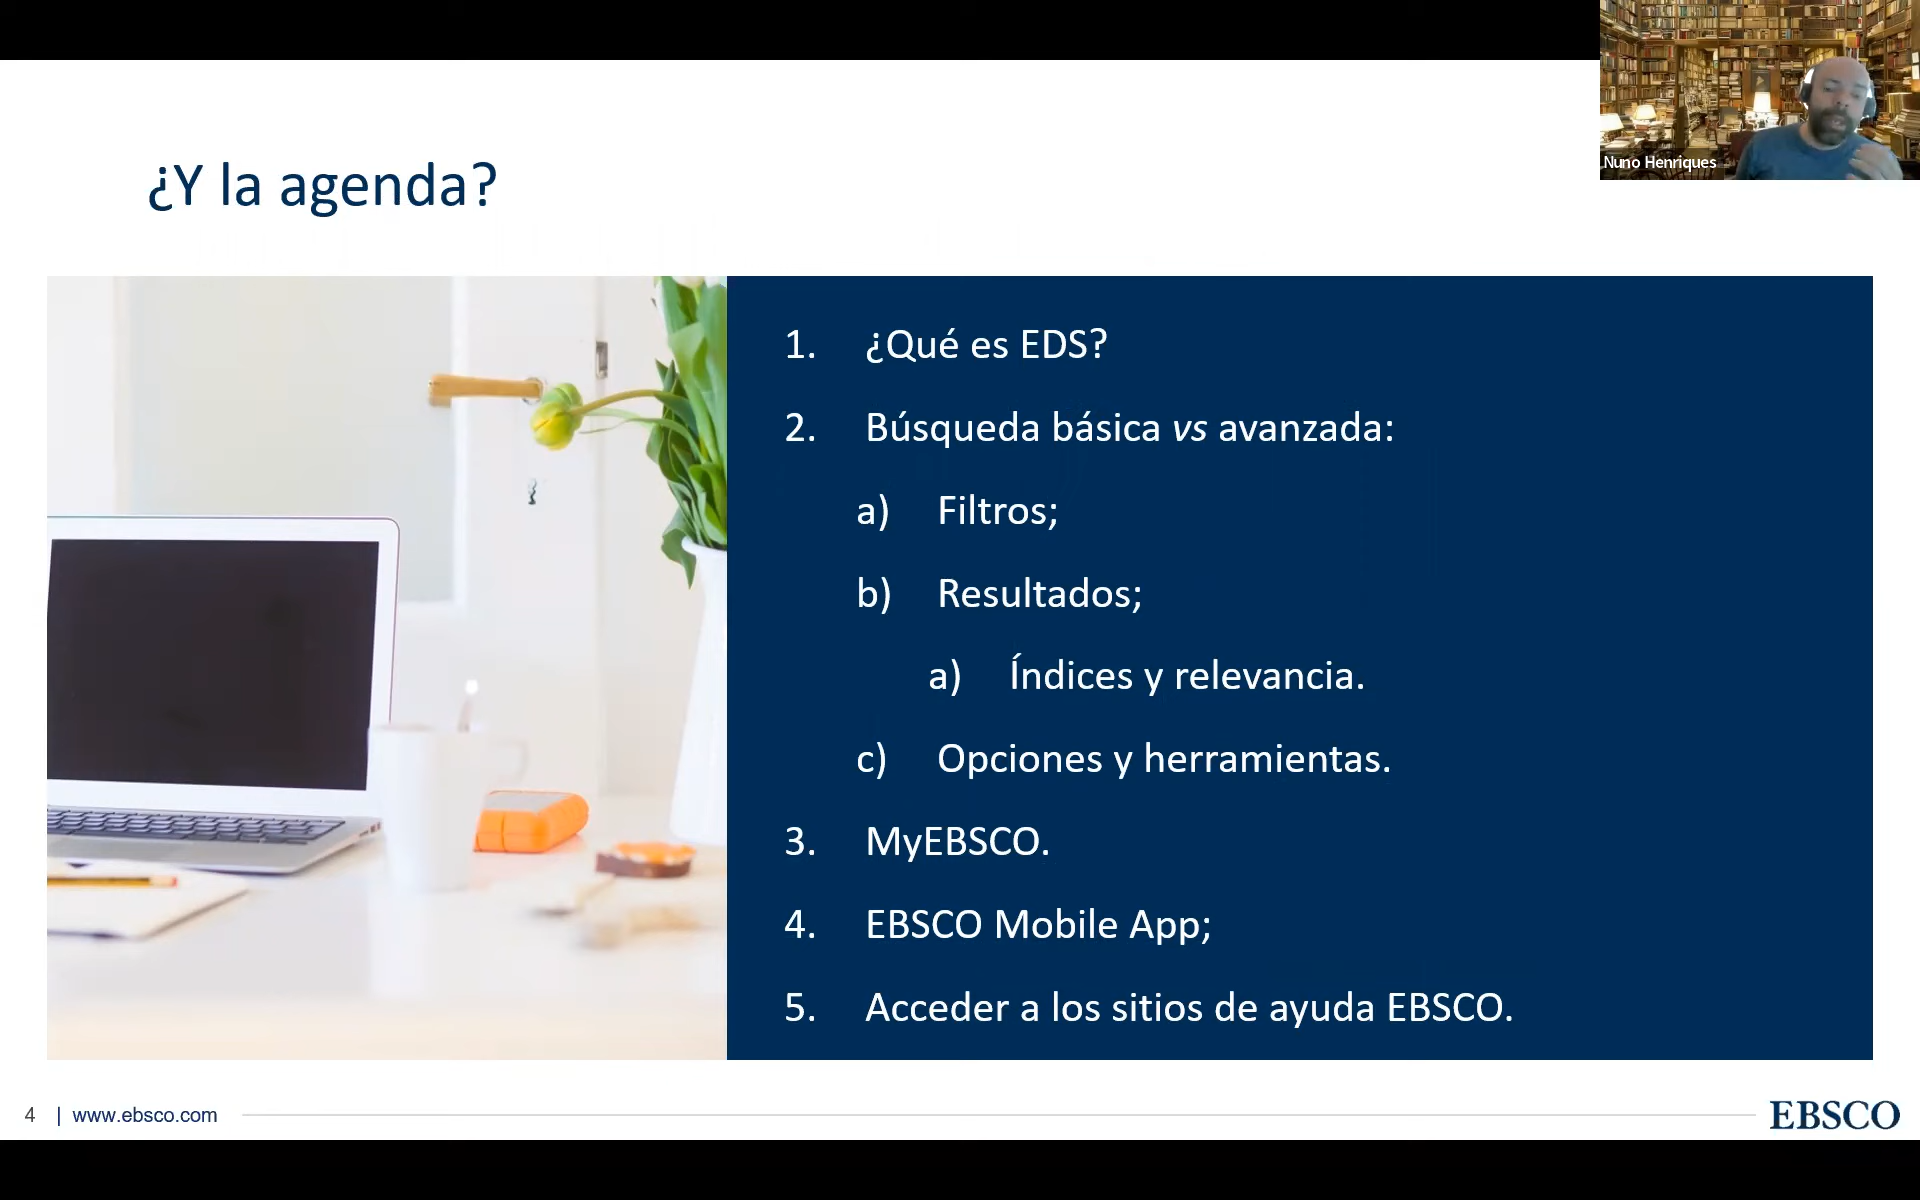 Nuno Henriques
¿Y la agenda?
1. ¿Qué es EDS?
2. Búsqueda básica vs avanzada:
a) Filtros;
b) Resultados;
a) Índices y relevancia.
c) Opciones y herramientas.
3. MyEBSCO.
4. EBSCO Mobile App;
5. Acceder a los sitios de ayuda EBSCO.
4 | www.ebsco.com
EBSCO